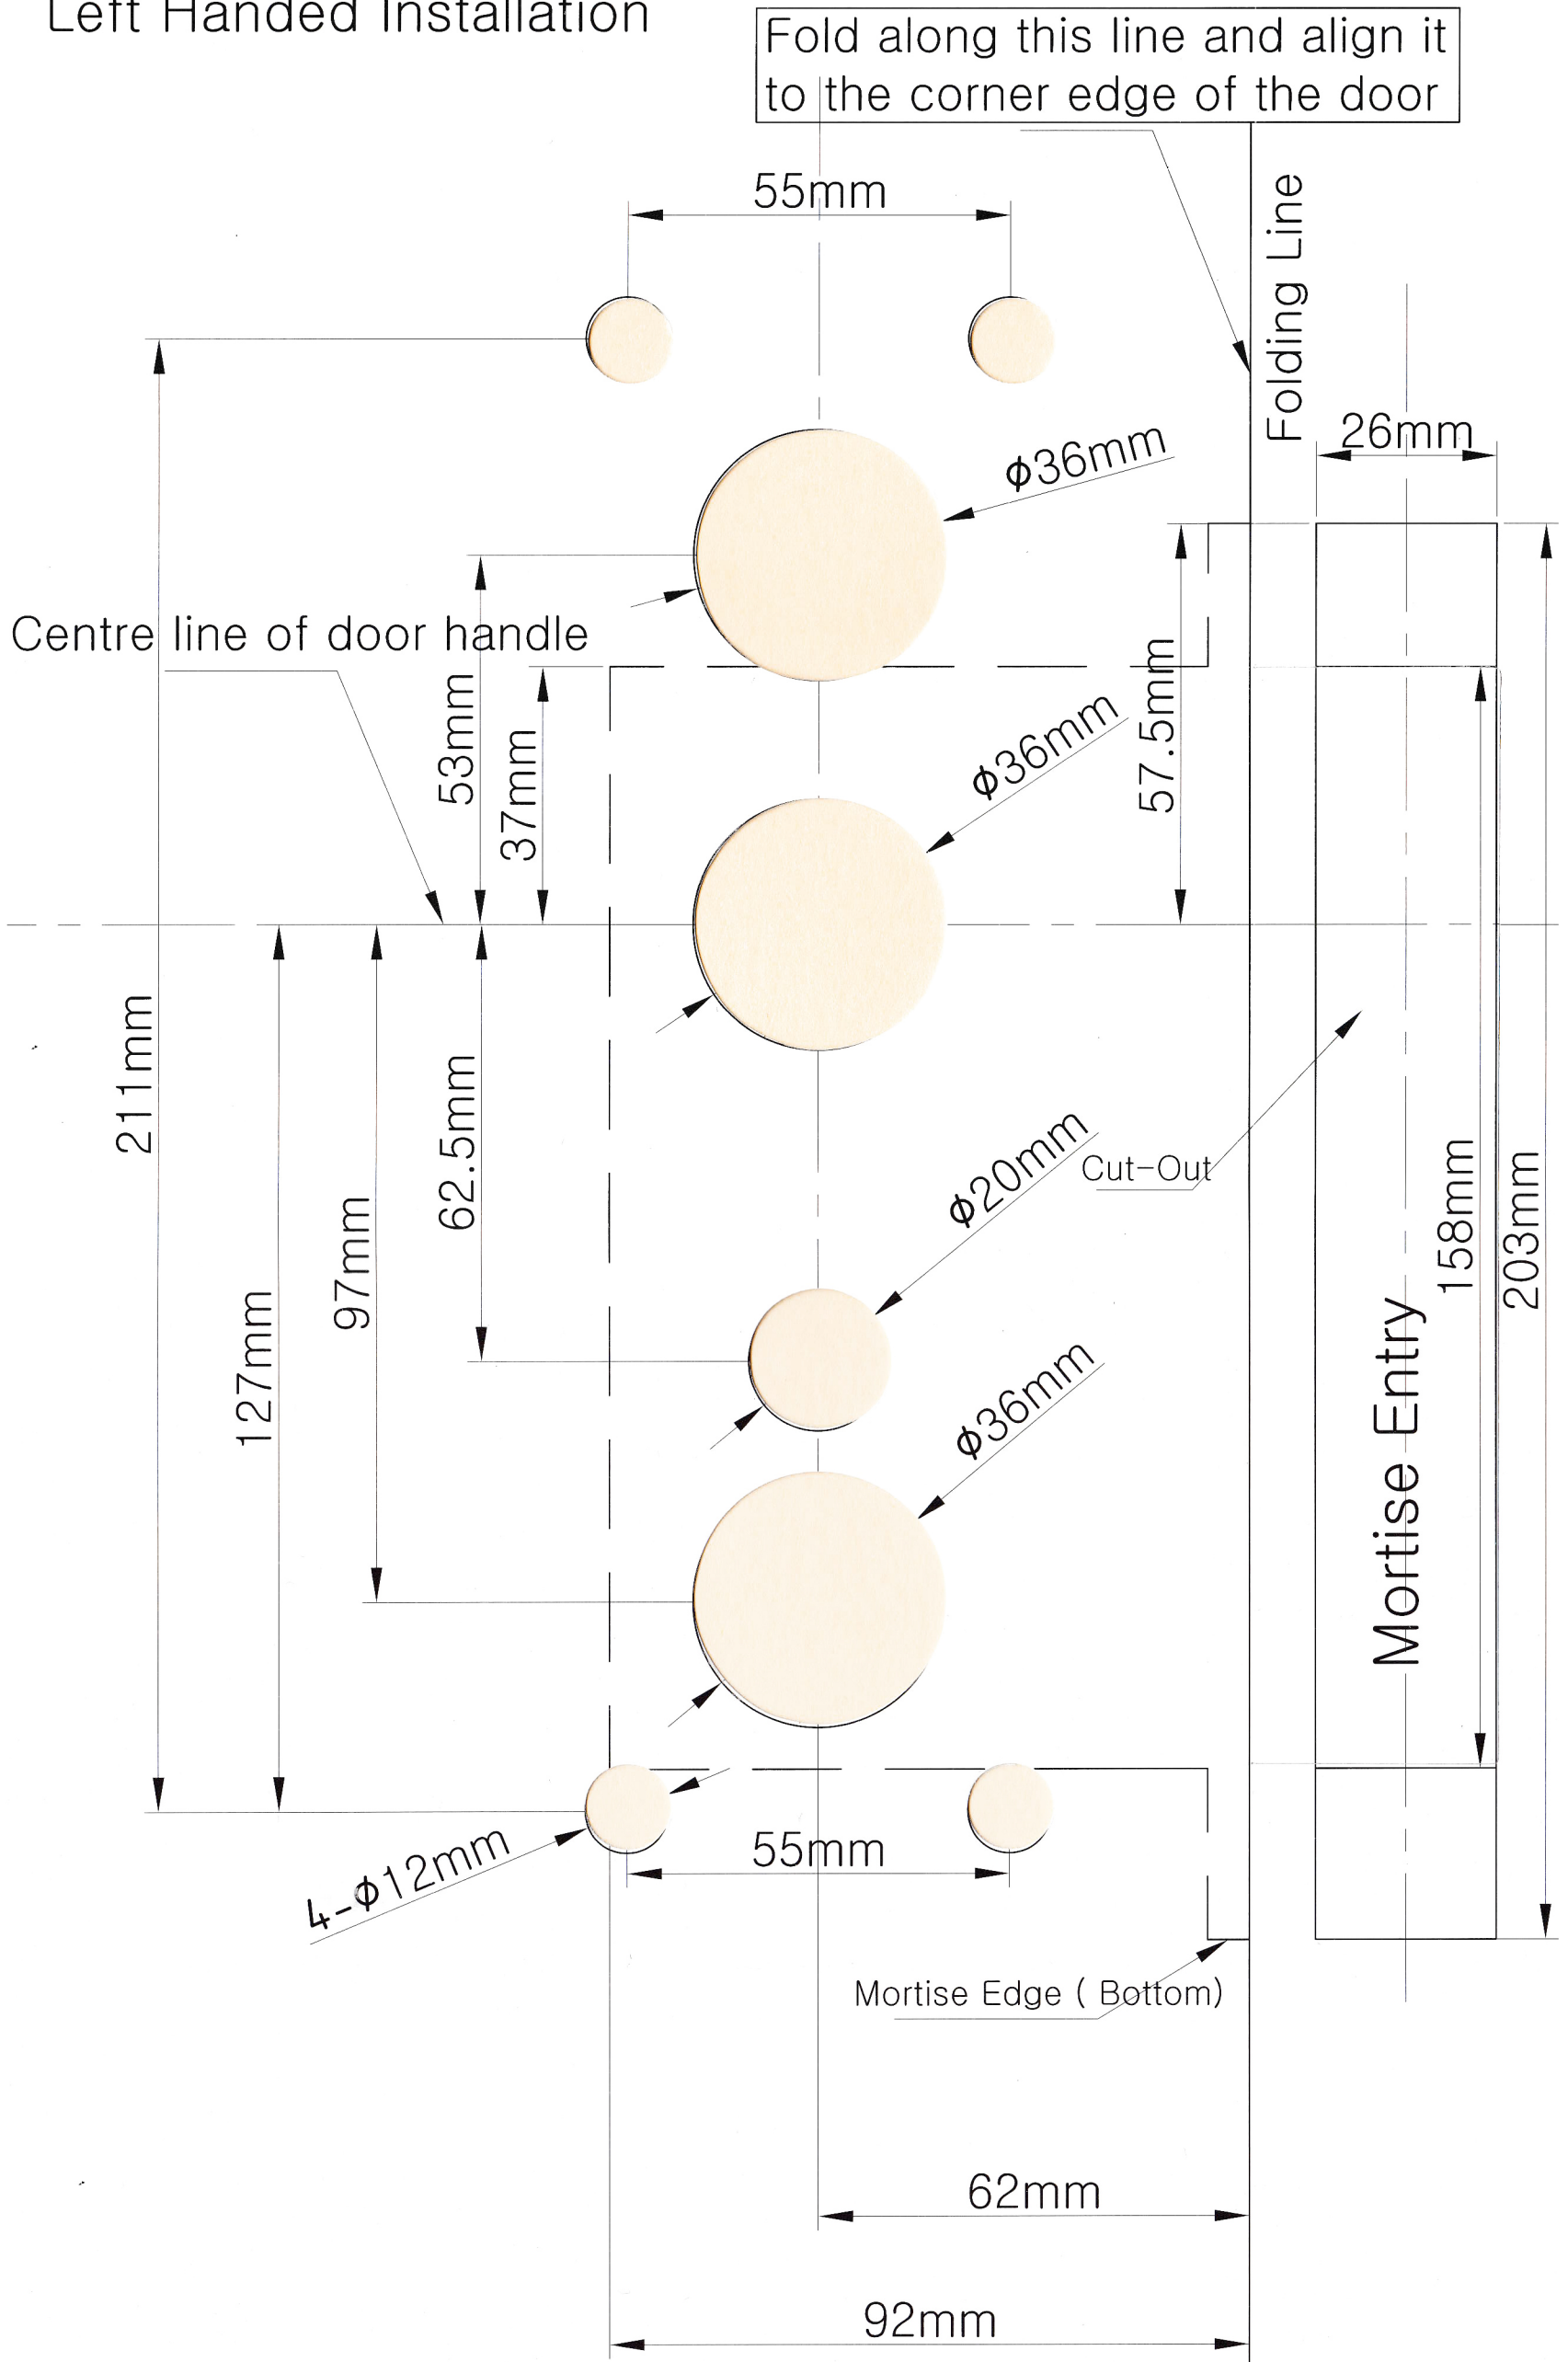 Left Handed Installation
Fold along this line and align it
to the corner edge of the door
55mm
Folding Line
26mm
ϕ36mm
Centre line of door handle
53mm
37mm
57.5mm
ϕ36mm
211mm
62.5mm
ϕ20mm
Cut-Out
158mm
203mm
97mm
127mm
Mortise Entry
ϕ36mm
55mm
4-ϕ12mm
Mortise Edge ( Bottom)
62mm
92mm